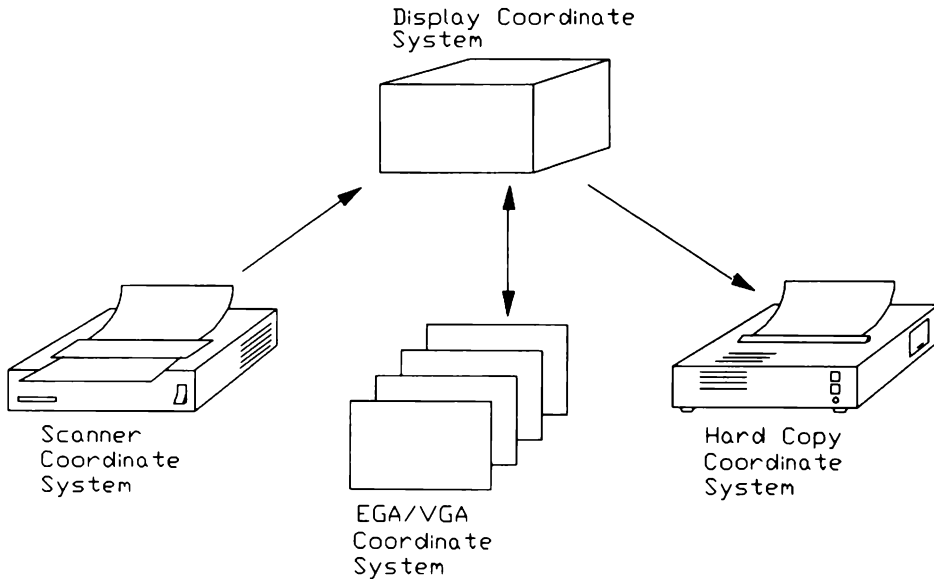 Display Coordinate
System
Scanner
Coordinate
System
EGA/VGA
Coordinate
System
Hard Copy
Coordinate
System